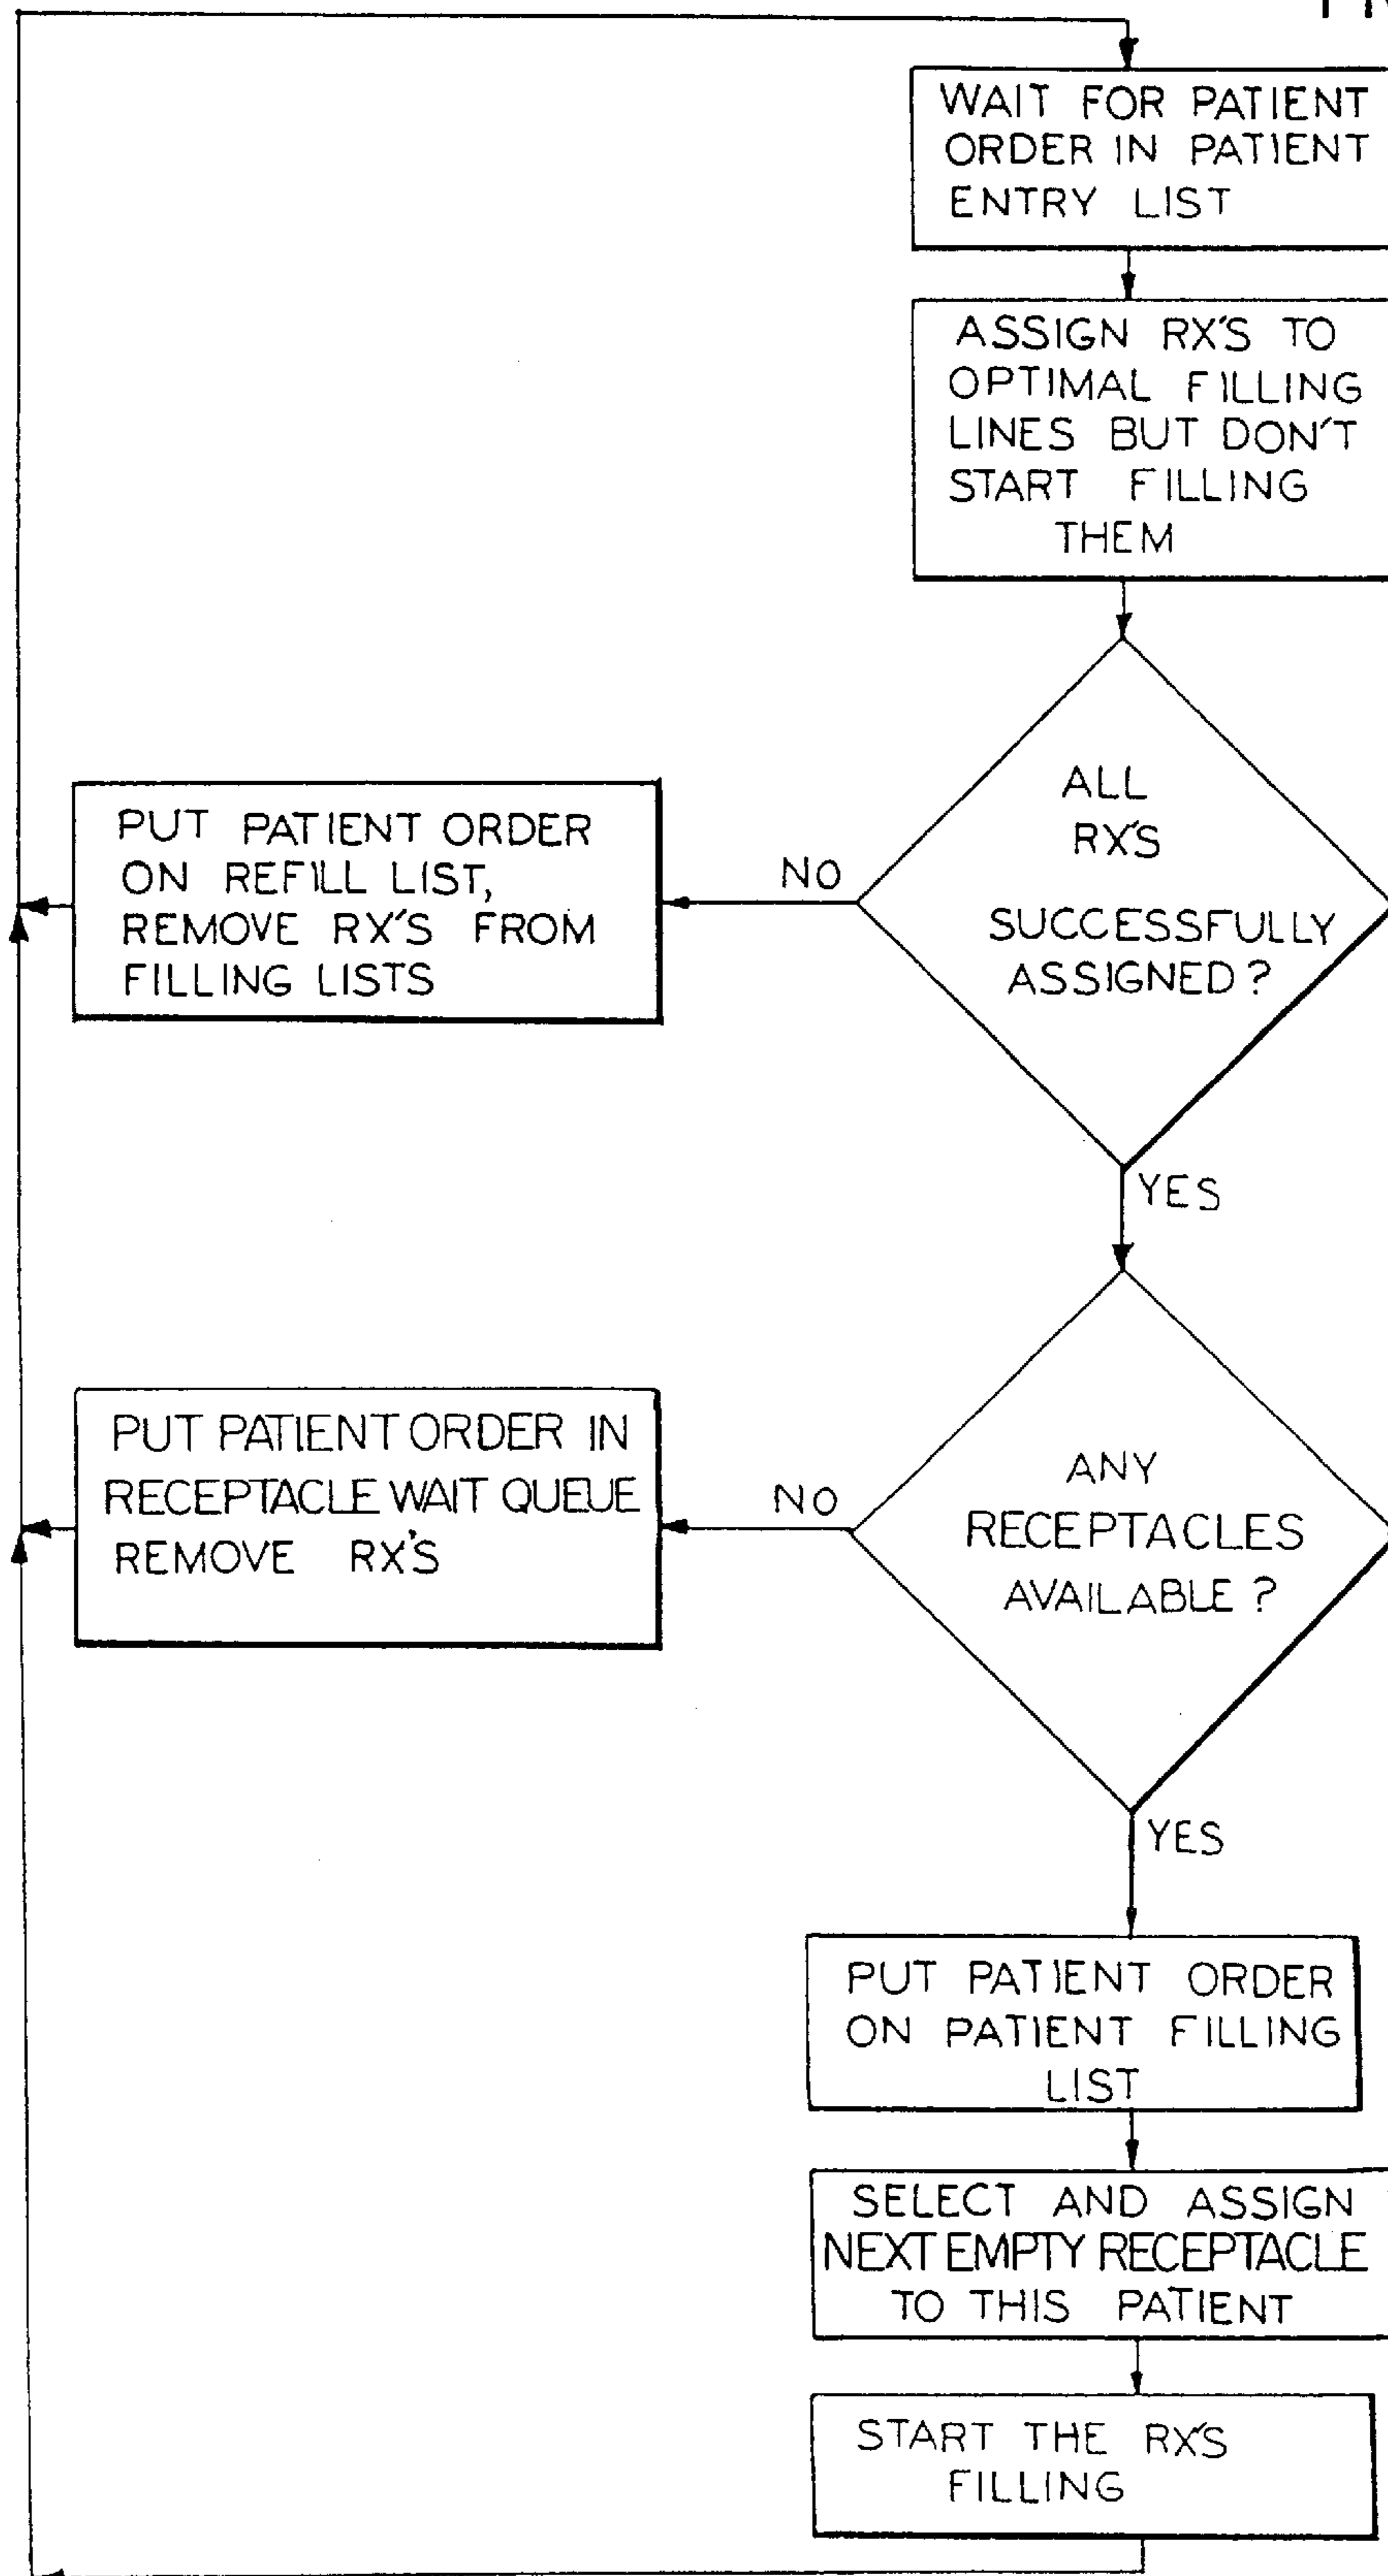 WAIT FOR PATIENT
ORDER IN PATIENT
ENTRY LIST
ASSIGN RX'S TO
OPTIMAL FILLING
LINES BUT DON'T
START FILLING
THEM
ALL
RX'S
SUCCESSFULLY
ASSIGNED?
NO
PUT PATIENT ORDER
ON REFILL LIST,
REMOVE RX'S FROM
FILLING LISTS
YES
ANY
RECEPTACLES
AVAILABLE?
NO
PUT PATIENT ORDER IN
RECEPTACLE WAIT QUEUE
REMOVE RX'S
YES
PUT PATIENT ORDER
ON PATIENT FILLING
LIST
SELECT AND ASSIGN
NEXT EMPTY RECEPTACLE
TO THIS PATIENT
START THE RX'S
FILLING